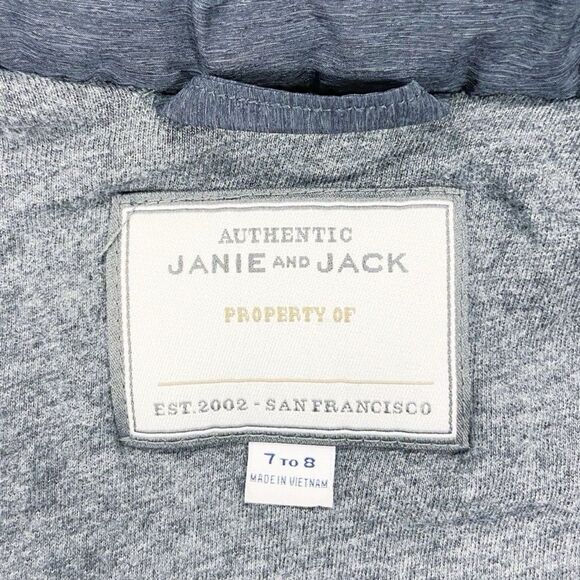 AUTHENTIC
JANIE AND JACK
PROPERTY OF
EST. 2002 - SAN FRANCISCO
7 TO 8
MADE IN VIETNAM